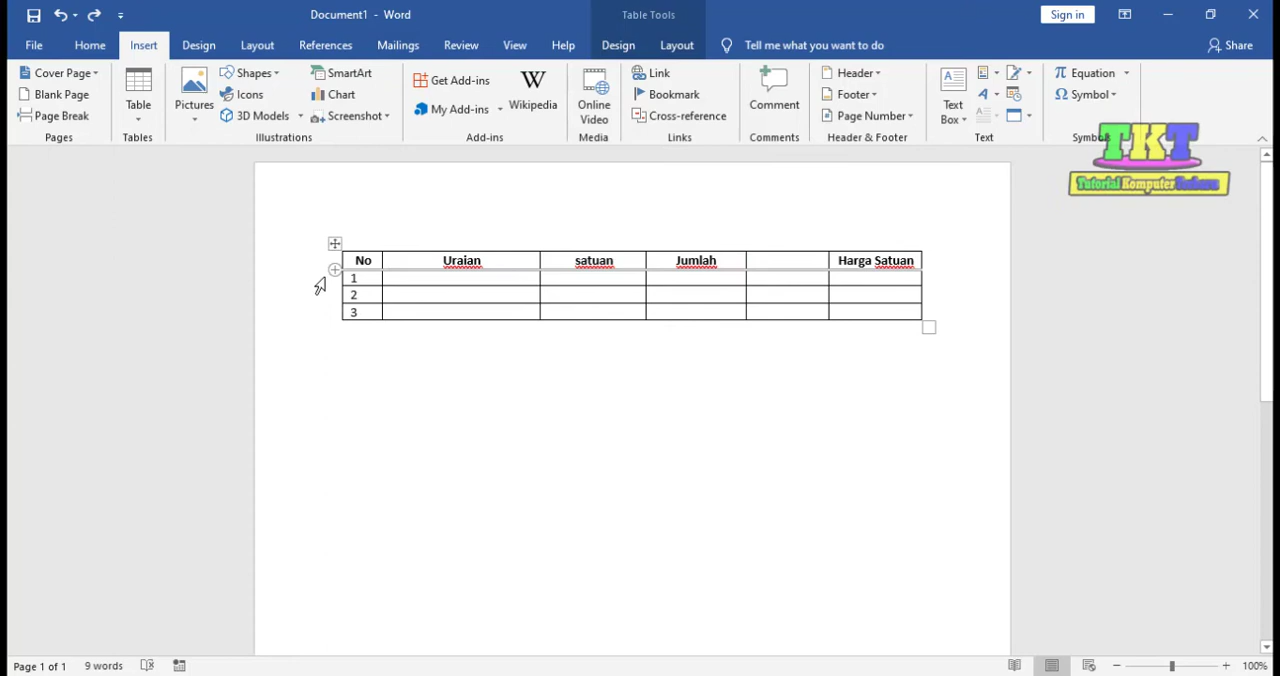 Document1 - Word
Table Tools
Sign in
File Home Insert Design Layout References Mailings Review View Help Design Layout Tell me what you want to do Share
Cover Page
Blank Page
Page Break
Pages
Table
Tables
Pictures
Shapes
Icons
3D Models
SmartArt
Chart
Screenshot
Illustrations
Get Add-ins
My Add-ins
W
Wikipedia
Add-ins
Online
Video
Media
Link
Bookmark
Cross-reference
Links
Comment
Comments
Header
Footer
Page Number
Header & Footer
Text
Box
Text
Equation
Symbol
Symbols
TKT
Tutorial Komputer Terbaru
No Uraian satuan Jumlah Harga Satuan
1
2
3
Page 1 of 1 9 words 100%